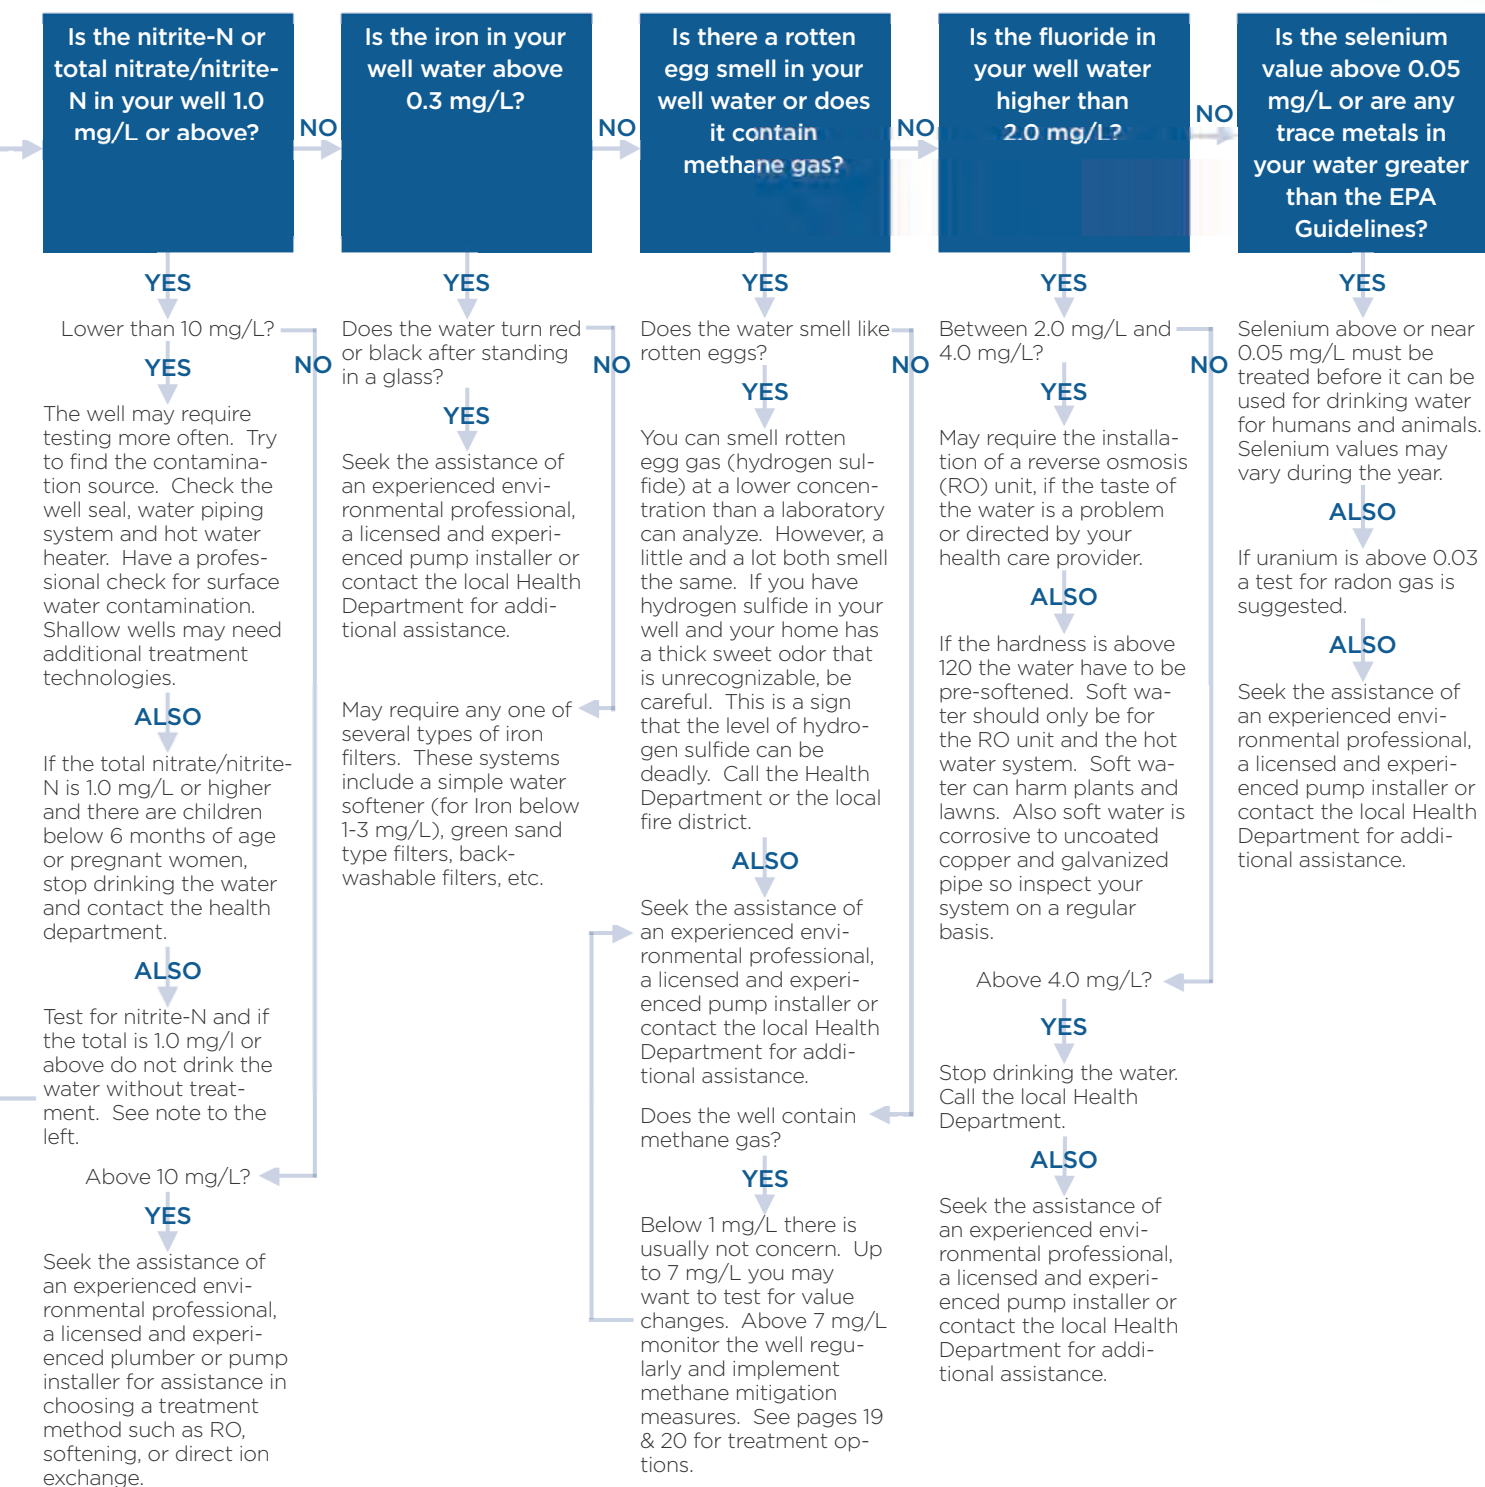 Is the nitrite-N or
total nitrate/nitrite-
N in your well 1.0
mg/L or above?
NO
YES
Lower than 10 mg/L?
NO
YES
The well may require
testing more often.  Try
to find the contamina-
tion source.  Check the
well seal, water piping
system and hot water
heater.  Have a profes-
sional check for surface
water contamination.
Shallow wells may need
additional treatment
technologies.
ALSO
If the total nitrate/nitrite-
N is 1.0 mg/L or higher
and there are children
below 6 months of age
or pregnant women,
stop drinking the water
and contact the health
department.
ALSO
Test for nitrite-N and if
the total is 1.0 mg/l or
above do not drink the
water without treat-
ment.  See note to the
left.
Above 10 mg/L?
YES
Seek the assistance of
an experienced envi-
ronmental professional,
a licensed and experi-
enced plumber or pump
installer for assistance in
choosing a treatment
method such as RO,
softening, or direct ion
exchange.
Is the iron in your
well water above
0.3 mg/L?
NO
YES
Does the water turn red
or black after standing
in a glass?
NO
YES
Seek the assistance of
an experienced envi-
ronmental professional,
a licensed and experi-
enced pump installer or
contact the local Health
Department for addi-
tional assistance.
May require any one of
several types of iron
filters.  These systems
include a simple water
softener (for Iron below
1-3 mg/L), green sand
type filters, back-
washable filters, etc.
Is there a rotten
egg smell in your
well water or does
it contain
methane gas?
NO
YES
Does the water smell like
rotten eggs?
NO
YES
You can smell rotten
egg gas (hydrogen sul-
fide) at a lower concen-
tration than a laboratory
can analyze.  However, a
little and a lot both smell
the same.  If you have
hydrogen sulfide in your
well and your home has
a thick sweet odor that
is unrecognizable, be
careful.  This is a sign
that the level of hydro-
gen sulfide can be
deadly.  Call the Health
Department or the local
fire district.
ALSO
Seek the assistance of
an experienced envi-
ronmental professional,
a licensed and experi-
enced pump installer or
contact the local Health
Department for addi-
tional assistance.
Does the well contain
methane gas?
YES
Below 1 mg/L there is
usually not concern.  Up
to 7 mg/L you may
want to test for value
changes.  Above 7 mg/L
monitor the well regu-
larly and implement
methane mitigation
measures.  See pages 19
& 20 for treatment op-
tions.
Is the fluoride in
your well water
higher than
2.0 mg/L?
NO
YES
Between 2.0 mg/L and
4.0 mg/L?
NO
YES
May require the installa-
tion of a reverse osmosis
(RO) unit, if the taste of
the water is a problem
or directed by your
health care provider.
ALSO
If the hardness is above
120 the water have to be
pre-softened.  Soft wa-
ter should only be for
the RO unit and the hot
water system.  Soft wa-
ter can harm plants and
lawns.  Also soft water is
corrosive to uncoated
copper and galvanized
pipe so inspect your
system on a regular
basis.
Above 4.0 mg/L?
YES
Stop drinking the water.
Call the local Health
Department.
ALSO
Seek the assistance of
an experienced envi-
ronmental professional,
a licensed and experi-
enced pump installer or
contact the local Health
Department for addi-
tional assistance.
Is the selenium
value above 0.05
mg/L or are any
trace metals in
your water greater
than the EPA
Guidelines?
YES
Selenium above or near
0.05 mg/L must be
treated before it can be
used for drinking water
for humans and animals.
Selenium values may
vary during the year.
ALSO
If uranium is above 0.03
a test for radon gas is
suggested.
ALSO
Seek the assistance of
an experienced envi-
ronmental professional,
a licensed and experi-
enced pump installer or
contact the local Health
Department for addi-
tional assistance.